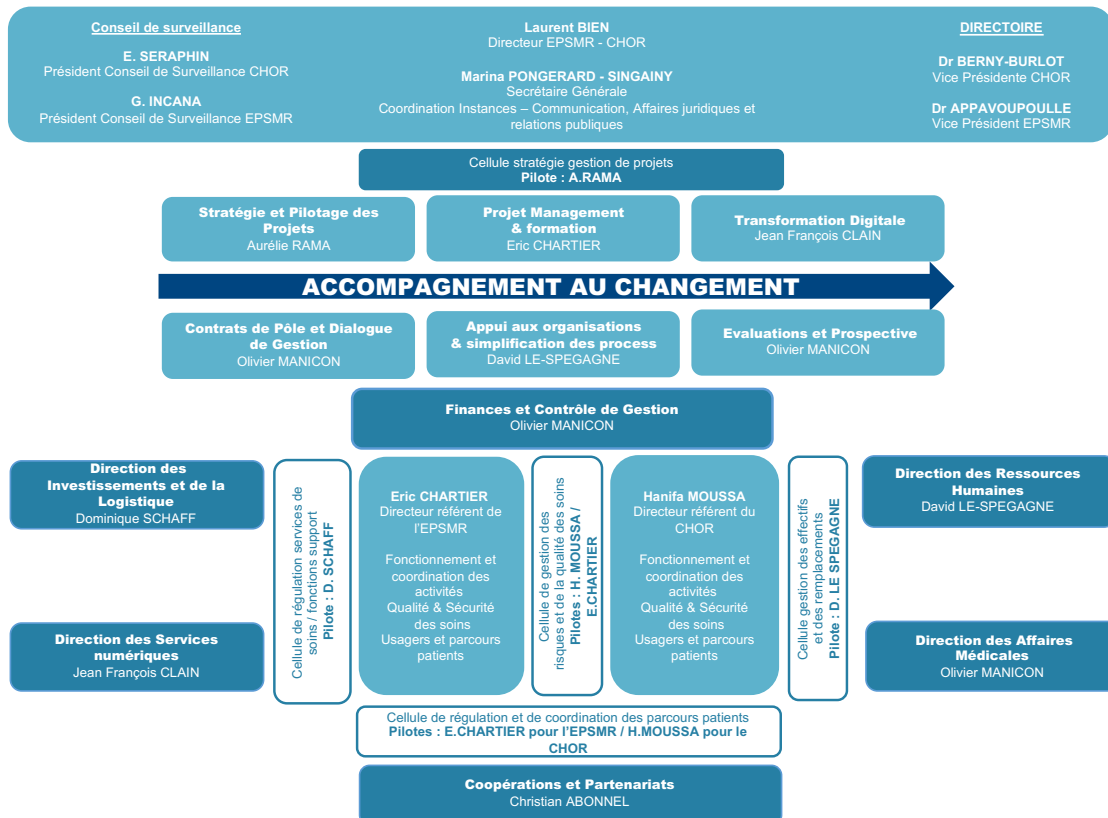 Conseil de surveillance
E. SERAPHIN
Président Conseil de Surveillance CHOR
G. INCANA
Président Conseil de Surveillance EPSMR
Laurent BIEN
Directeur EPSMR - CHOR
Marina PONGERARD - SINGAINY
Secrétaire Générale
Coordination Instances – Communication, Affaires juridiques et
relations publiques
DIRECTOIRE
Dr BERNY-BURLOT
Vice Présidente CHOR
Dr APPAVOUPOULLE
Vice Président EPSMR
Cellule stratégie gestion de projets
Pilote : A.RAMA
Stratégie et Pilotage des
Projets
Aurélie RAMA
Projet Management
& formation
Eric CHARTIER
Transformation Digitale
Jean François CLAIN
ACCOMPAGNEMENT AU CHANGEMENT
Contrats de Pôle et Dialogue
de Gestion
Olivier MANICON
Appui aux organisations
& simplification des process
David LE-SPEGAGNE
Evaluations et Prospective
Olivier MANICON
Finances et Contrôle de Gestion
Olivier MANICON
Direction des
Investissements et de la
Logistique
Dominique SCHAFF
Direction des Services
numériques
Jean François CLAIN
Cellule de régulation services de
soins / fonctions support
Pilote : D. SCHAFF
Eric CHARTIER
Directeur référent de
l'EPSMR
Fonctionnement et
coordination des
activités
Qualité & Sécurité
des soins
Usagers et parcours
patients
Cellule de gestion des
risques et de la qualité des soins
Pilotes : H. MOUSSA /
E.CHARTIER
Hanifa MOUSSA
Directeur référent du
CHOR
Fonctionnement et
coordination des
activités
Qualité & Sécurité
des soins
Usagers et parcours
patients
Cellule gestion des effectifs
et des remplacements
Pilote : D. LE SPEGAGNE
Direction des Ressources
Humaines
David LE-SPEGAGNE
Direction des Affaires
Médicales
Olivier MANICON
Cellule de régulation et de coordination des parcours patients
Pilotes : E.CHARTIER pour l'EPSMR / H.MOUSSA pour le
CHOR
Coopérations et Partenariats
Christian ABONNEL